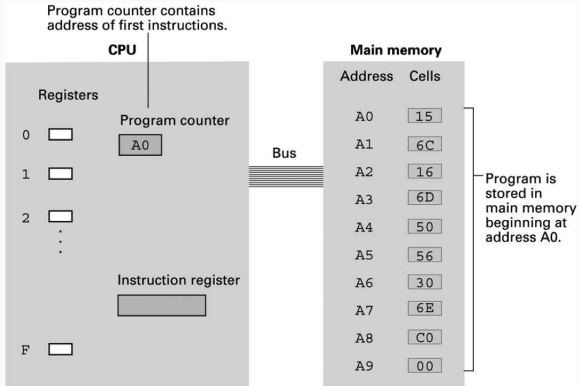 Program counter contains
address of first instructions.
CPU
Registers
0
1
2
F
Program counter
A0
Instruction register
Bus
Main memory
Address Cells
A0 15
A1 6C
A2 16
A3 6D
A4 50
A5 56
A6 30
A7 6E
A8 C0
A9 00
Program is
stored in
main memory
beginning at
address A0.